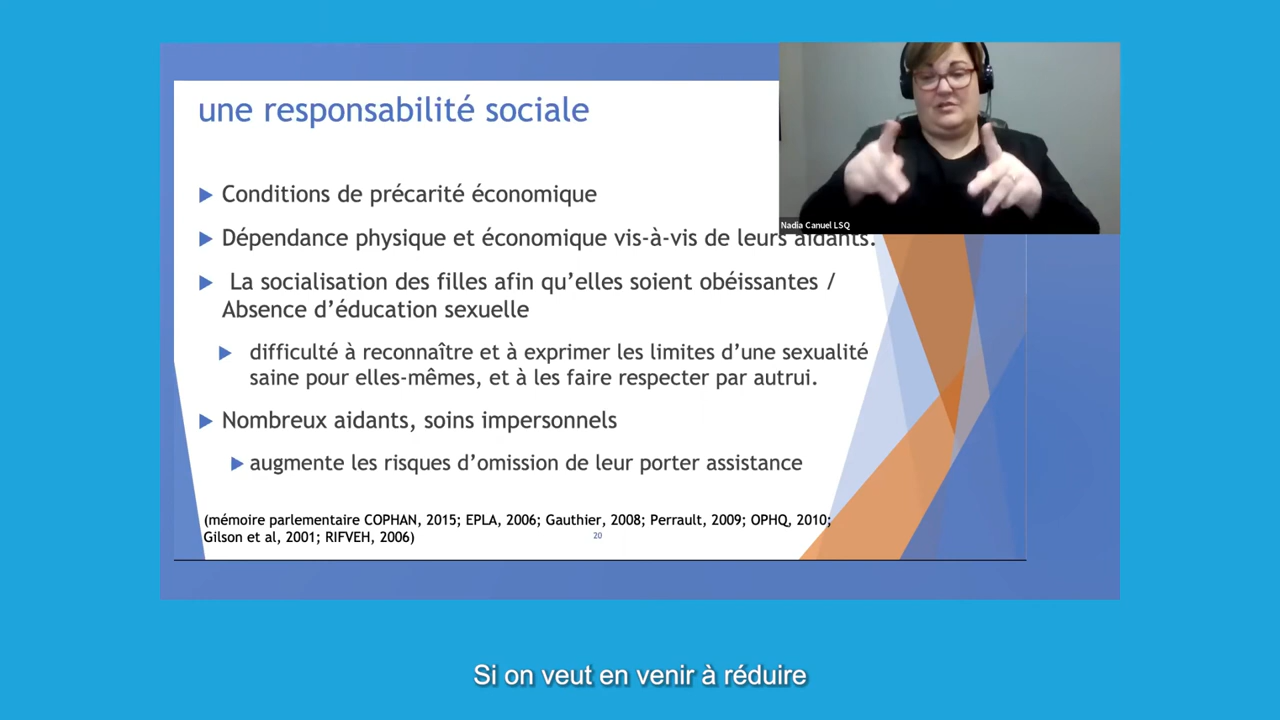 une responsabilité sociale
Conditions de précarité économique
Dépendance physique et économique vis-à-vis de leurs aidants.
La socialisation des filles afin qu’elles soient obéissantes /
Absence d’éducation sexuelle
difficulté à reconnaître et à exprimer les limites d’une sexualité
saine pour elles-mêmes, et à les faire respecter par autrui.
Nombreux aidants, soins impersonnels
augmente les risques d’omission de leur porter assistance
(mémoire parlementaire COPHAN, 2015; EPLA, 2006; Gauthier, 2008; Perrault, 2009; OPHQ, 2010;
Gilson et al, 2001; RIFVEH, 2006)
20
Nadia Canuel LSQ
Si on veut en venir à réduire